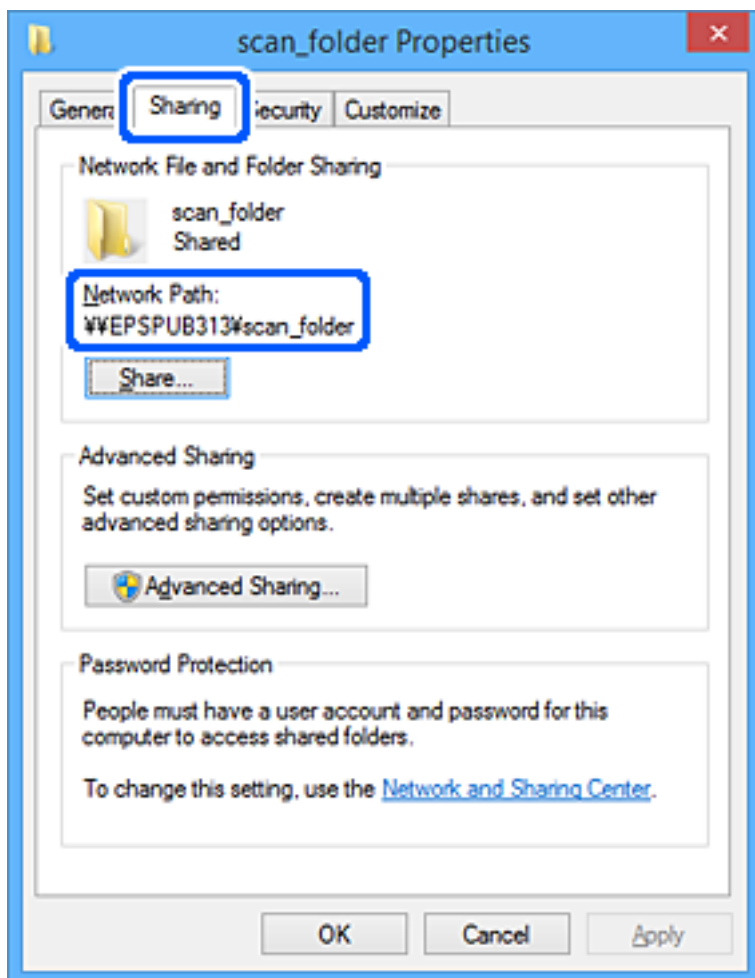 scan_folder Properties
General Sharing Security Customize
Network File and Folder Sharing
scan_folder
Shared
Network Path:
¥¥EPSPUB313¥scan_folder
Share...
Advanced Sharing
Set custom permissions, create multiple shares, and set other
advanced sharing options.
Advanced Sharing...
Password Protection
People must have a user account and password for this
computer to access shared folders.
To change this setting, use the Network and Sharing Center.
OK Cancel Apply